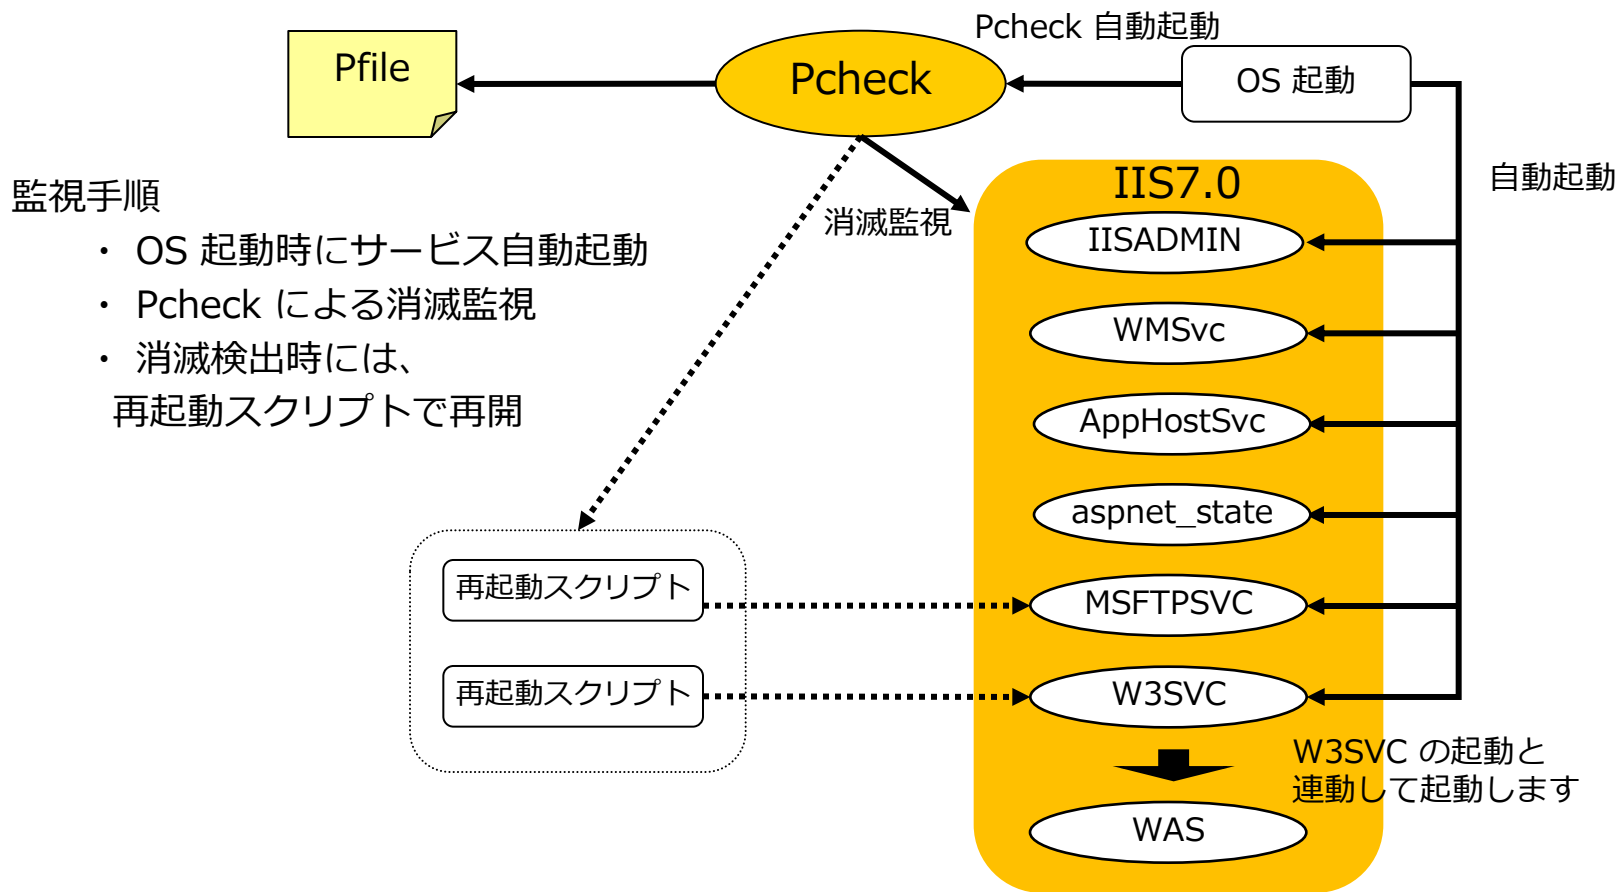 Pcheck 自動起動
Pfile
Pcheck
OS 起動
自動起動
監視手順
・ OS 起動時にサービス自動起動
・ Pcheck による消滅監視
・ 消滅検出時には、
再起動スクリプトで再開
消滅監視
IIS7.0
IISADMIN
WMSvc
AppHostSvc
aspnet_state
再起動スクリプト
MSFTPSVC
再起動スクリプト
W3SVC
W3SVC の起動と
連動して起動します
WAS